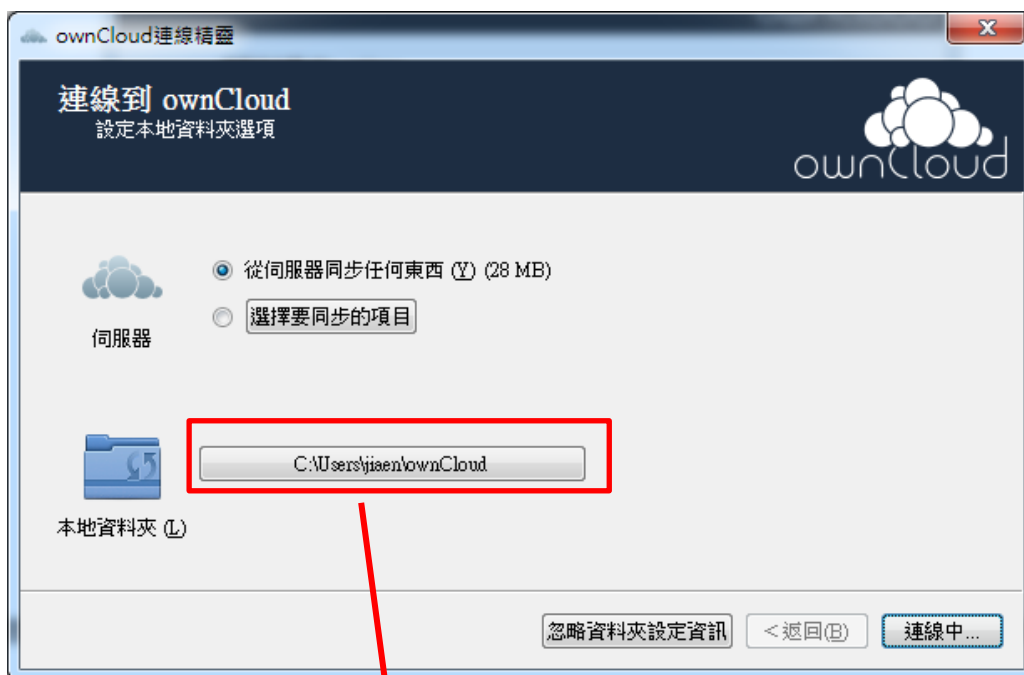 ownCloud連線精靈
連線到 ownCloud
設定本地資料夾選項
ownCloud
從伺服器同步任何東西 (Y) (28 MB)
選擇要同步的項目
伺服器
C:\Users\jiaen\ownCloud
本地資料夾 (L)
忽略資料夾設定資訊
<返回(B)
連線中...